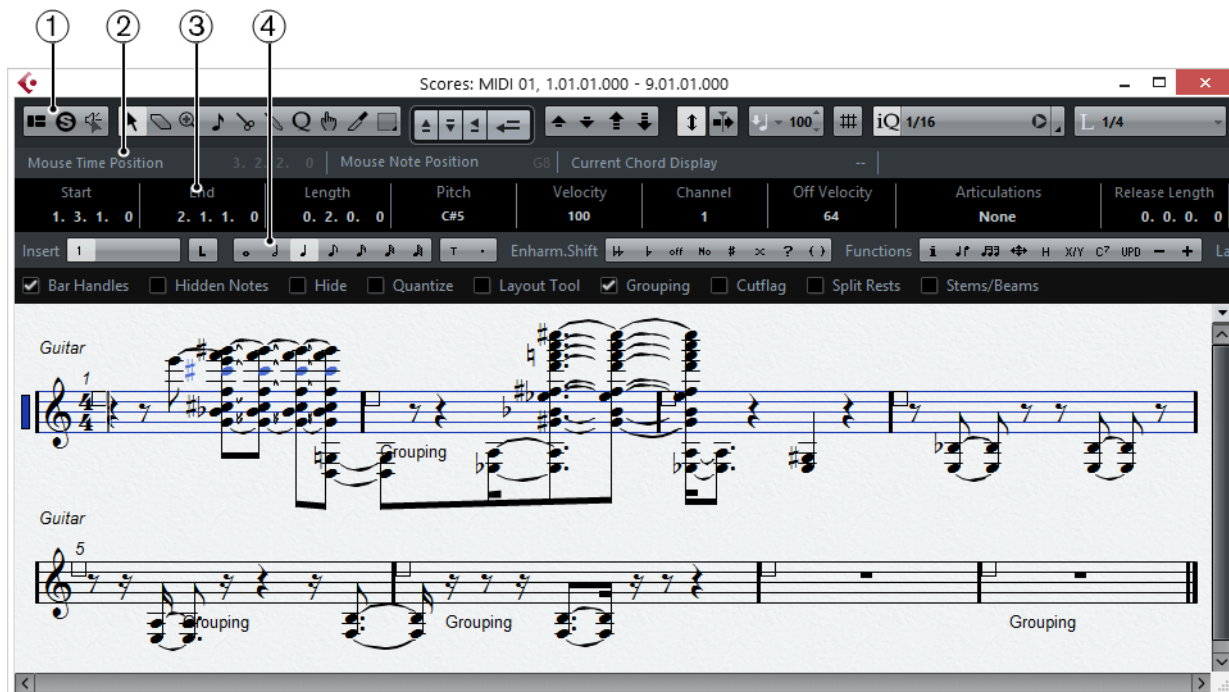 1 2 3 4
Scores: MIDI 01, 1.01.01.000 - 9.01.01.000
S Q 100 iQ 1/16 L 1/4
Mouse Time Position 3. 2. 2. 0 Mouse Note Position G8 Current Chord Display --
Start End Length Pitch Velocity Channel Off Velocity Articulations Release Length
1. 3. 1. 0 2. 1. 1. 0 0. 2. 0. 0 C#5 100 1 64 None 0. 0. 0. 0
Insert 1 L T . Enharm.Shift off No # x ? ( ) Functions i H X/Y C7 UPD - + La
Bar Handles Hidden Notes Hide Quantize Layout Tool Grouping Cutflag Split Rests Stems/Beams
Guitar
1
4
4
Grouping
Guitar
5
Grouping Grouping Grouping